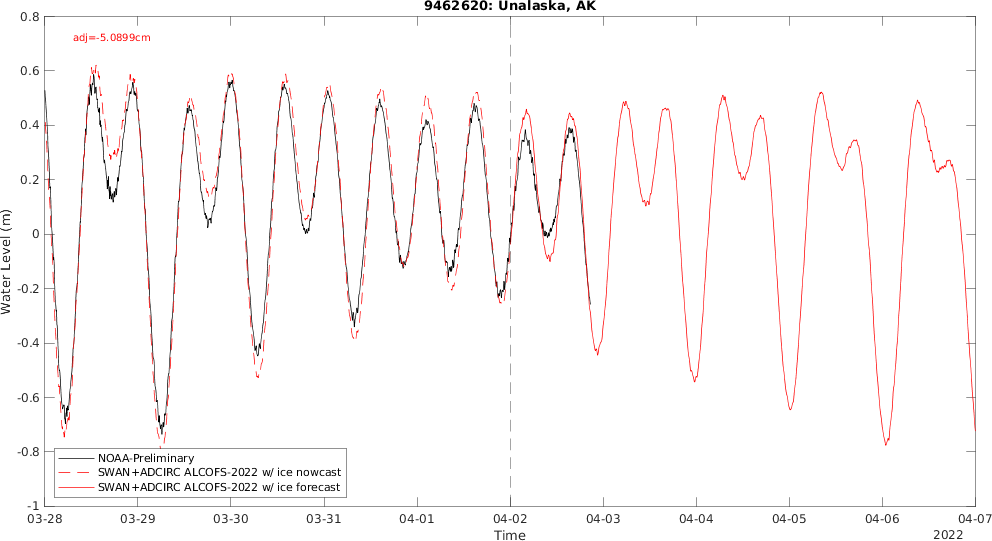 9462620: Unalaska, AK
adj=-5.0899cm
0.8
0.6
0.4
0.2
0
-0.2
-0.4
-0.6
-0.8
-1
Water Level (m)
NOAA-Preliminary
SWAN+ADCIRC ALCOFS-2022 w/ ice nowcast
SWAN+ADCIRC ALCOFS-2022 w/ ice forecast
03-28 03-29 03-30 03-31 04-01 04-02 04-03 04-04 04-05 04-06 04-07
Time
2022